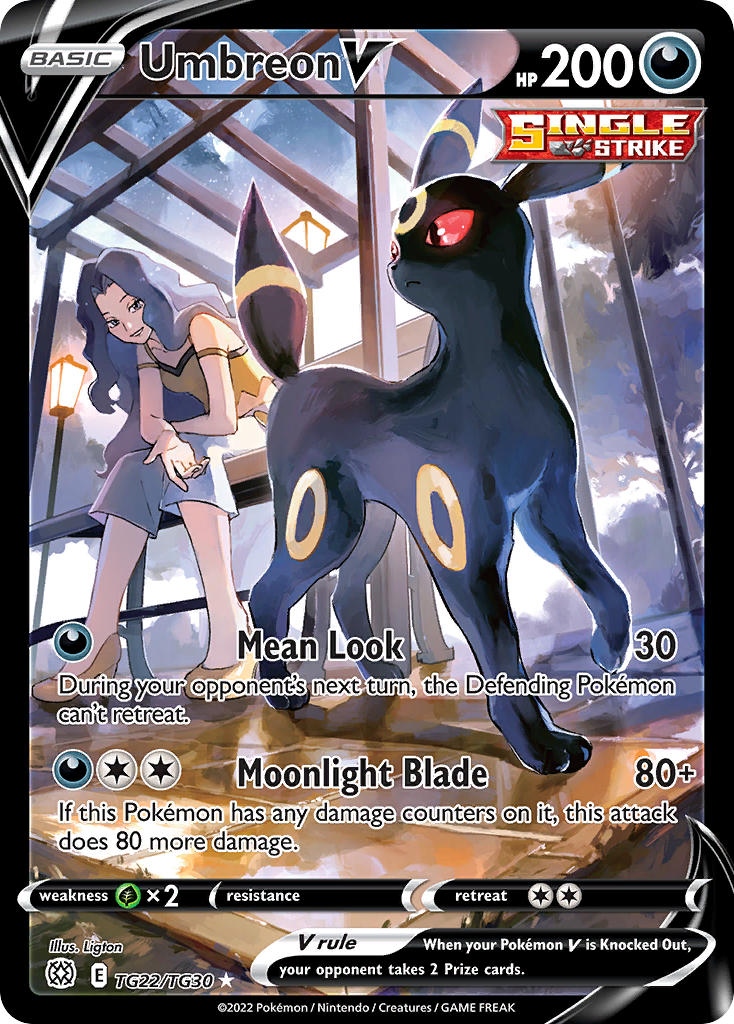 BASIC Umbreon V HP 200
SINGLE
STRIKE
Mean Look 30
During your opponent's next turn, the Defending Pokémon
can't retreat.
Moonlight Blade 80+
If this Pokémon has any damage counters on it, this attack
does 80 more damage.
weakness ×2 resistance retreat
Illus. Ligton
E TG22/TG30
V rule When your Pokémon V is Knocked Out,
your opponent takes 2 Prize cards.
©2022 Pokémon / Nintendo / Creatures / GAME FREAK